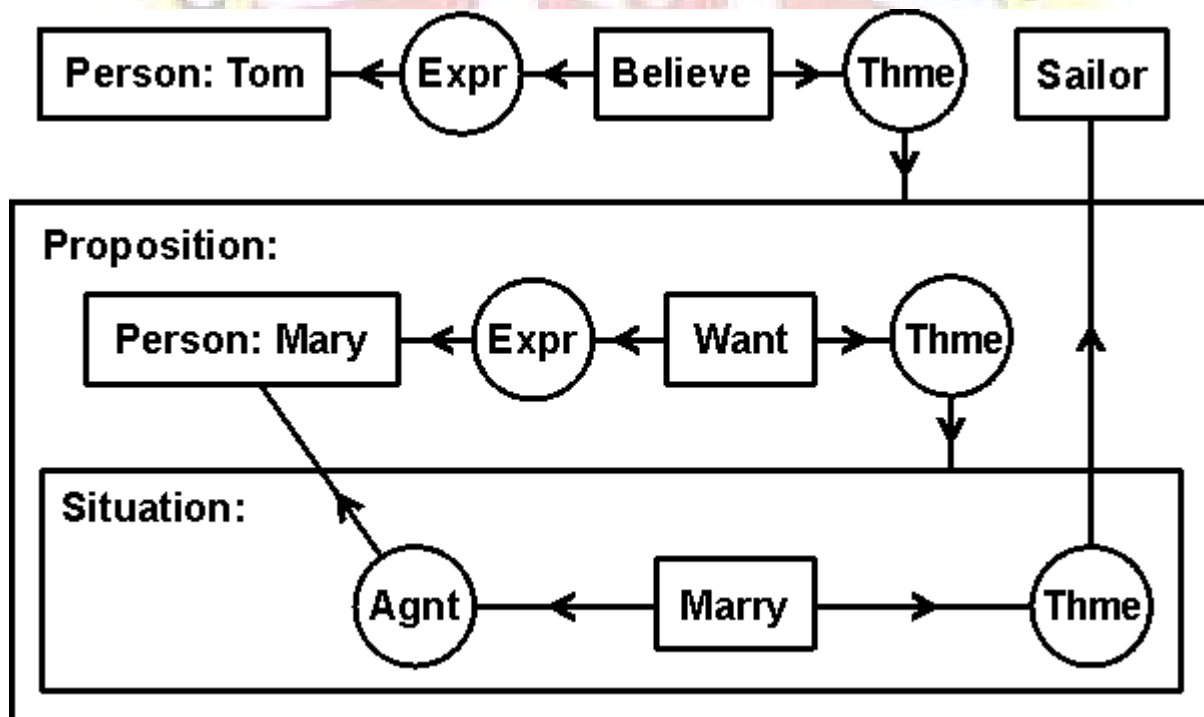 Person: Tom Expr Believe Thme Sailor
Proposition:
Person: Mary Expr Want Thme
Situation:
Agnt Marry Thme